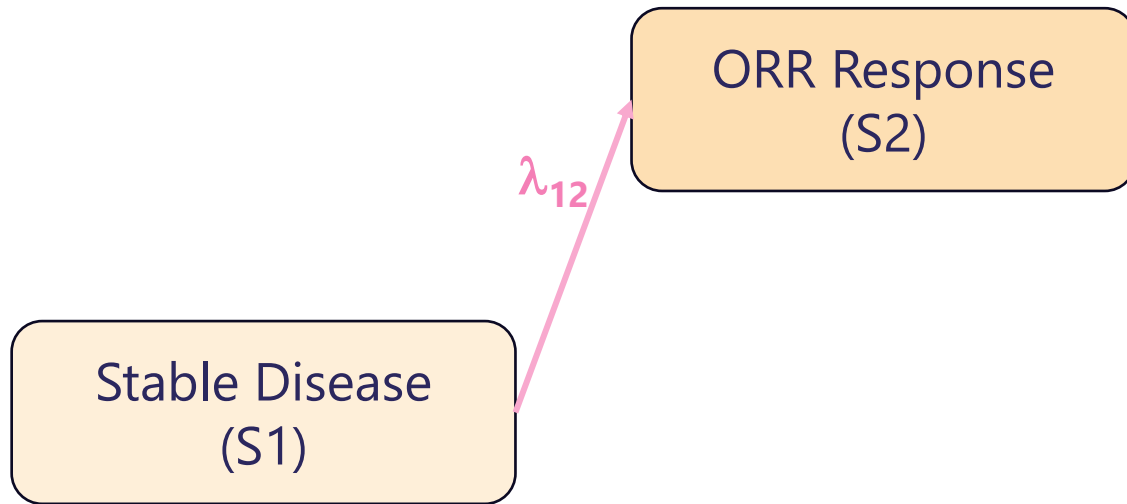 ORR Response
(S2)
λ12
Stable Disease
(S1)